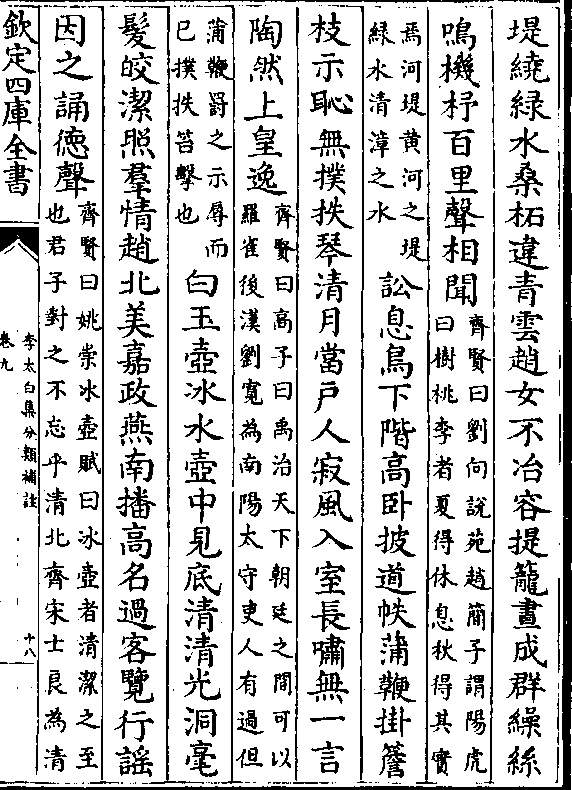 堤繞緑水桑柘連青雲趙女不冶容提籠晝成群繰絲
鳴機杼百里聲相聞齊賢曰劉向說苑趙簡子謂陽虎
曰樹桃李者夏得休息秋得其實
焉河堤黄河之堤
緑水清漳之水訟息鳥下階髙卧披道帙蒲鞭掛簷
枝示恥無撲抶琴清月當戸人寂風入室長嘯無一言
陶然上皇逸齊賢曰髙子曰禹治天下朝廷之間可以
羅雀後漢劉寛為南陽太守吏人有過但
蒲鞭罰之示辱而
已撲抶笞擊也白玉壺冰水壺中見底清清光洞毫
髮皎潔照羣情趙北美嘉政燕南播髙名過客覽行謡
因之誦德聲齊賢曰姚崇冰壺賦曰冰壺者清潔之至
也君子對之不忘乎清北齊宋士良為清
欽定四庫全書
李太白集分類補註
卷九
十八